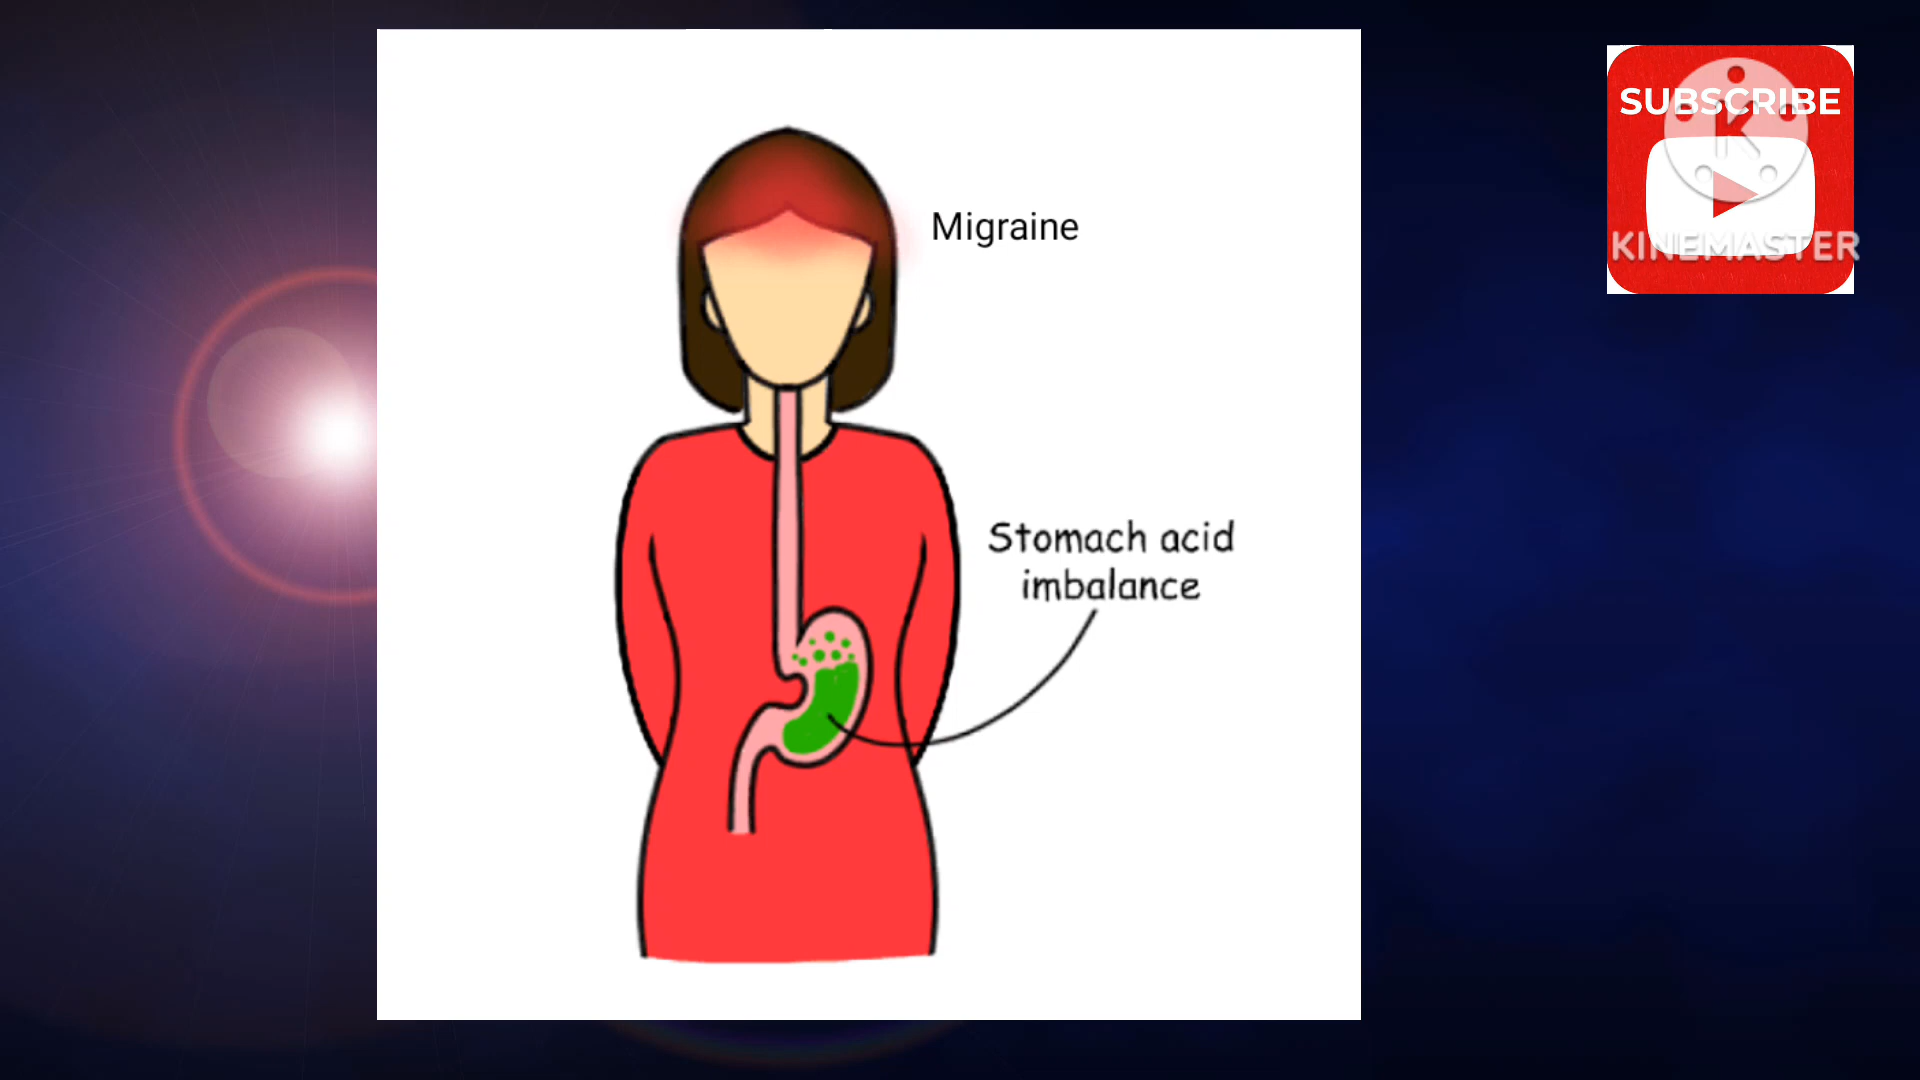 SUBSCRIBE
K
KINEMASTER
Migraine
Stomach acid
imbalance